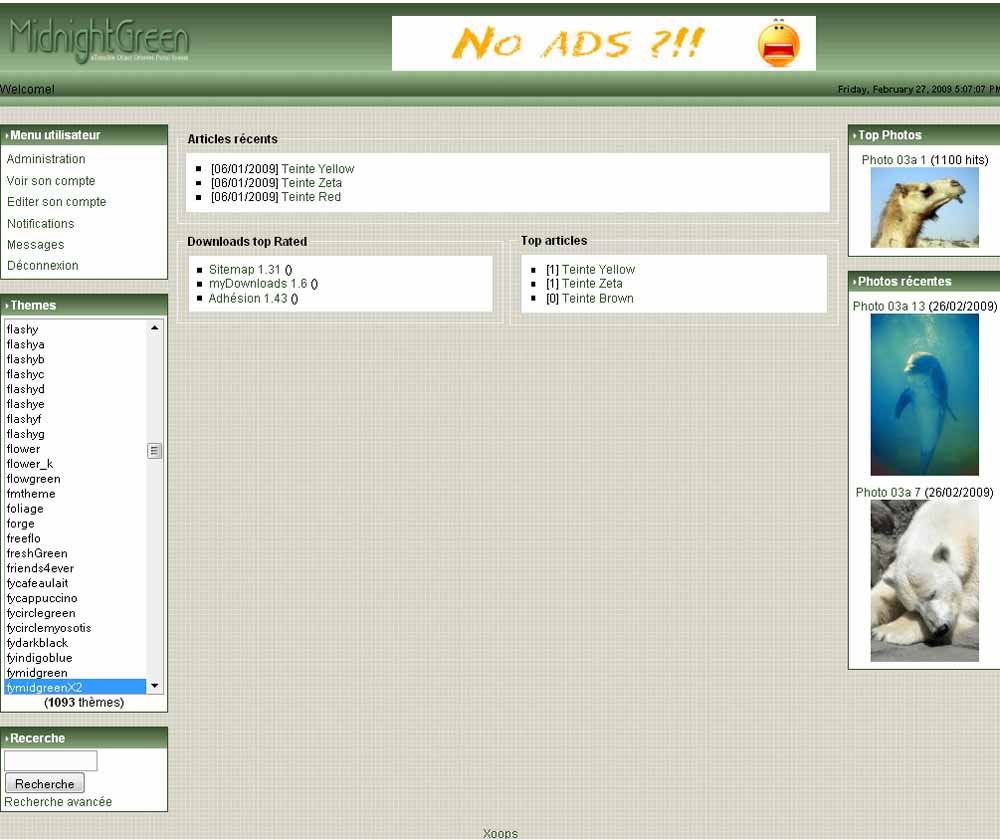 MidnightGreen
eXtensible Object Oriented Portal System
No ADS ?!!
Welcome!
Friday, February 27, 2009 5:07:07 PM
Menu utilisateur
Administration
Voir son compte
Editer son compte
Notifications
Messages
Déconnexion
Themes
flashy
flashya
flashyb
flashyc
flashyd
flashye
flashyf
flashyg
flower
flower_k
flowgreen
fmtheme
foliage
forge
freeflo
freshGreen
friends4ever
fycafeaulait
fycappuccino
fycirclegreen
fycirclemyosotis
fydarkblack
fyindigoblue
fymidgreen
fymidgreenX2
(1093 thèmes)
Recerche
Recherche
Recherche avancée
Articles récents
[06/01/2009] Teinte Yellow
[06/01/2009] Teinte Zeta
[06/01/2009] Teinte Red
Downloads top Rated
Sitemap 1.31 ()
myDownloads 1.6 ()
Adhésion 1.43 ()
Top articles
[1] Teinte Yellow
[1] Teinte Zeta
[0] Teinte Brown
Top Photos
Photo 03a 1 (1100 hits)
Photos récentes
Photo 03a 13 (26/02/2009)
Photo 03a 7 (26/02/2009)
Xoops